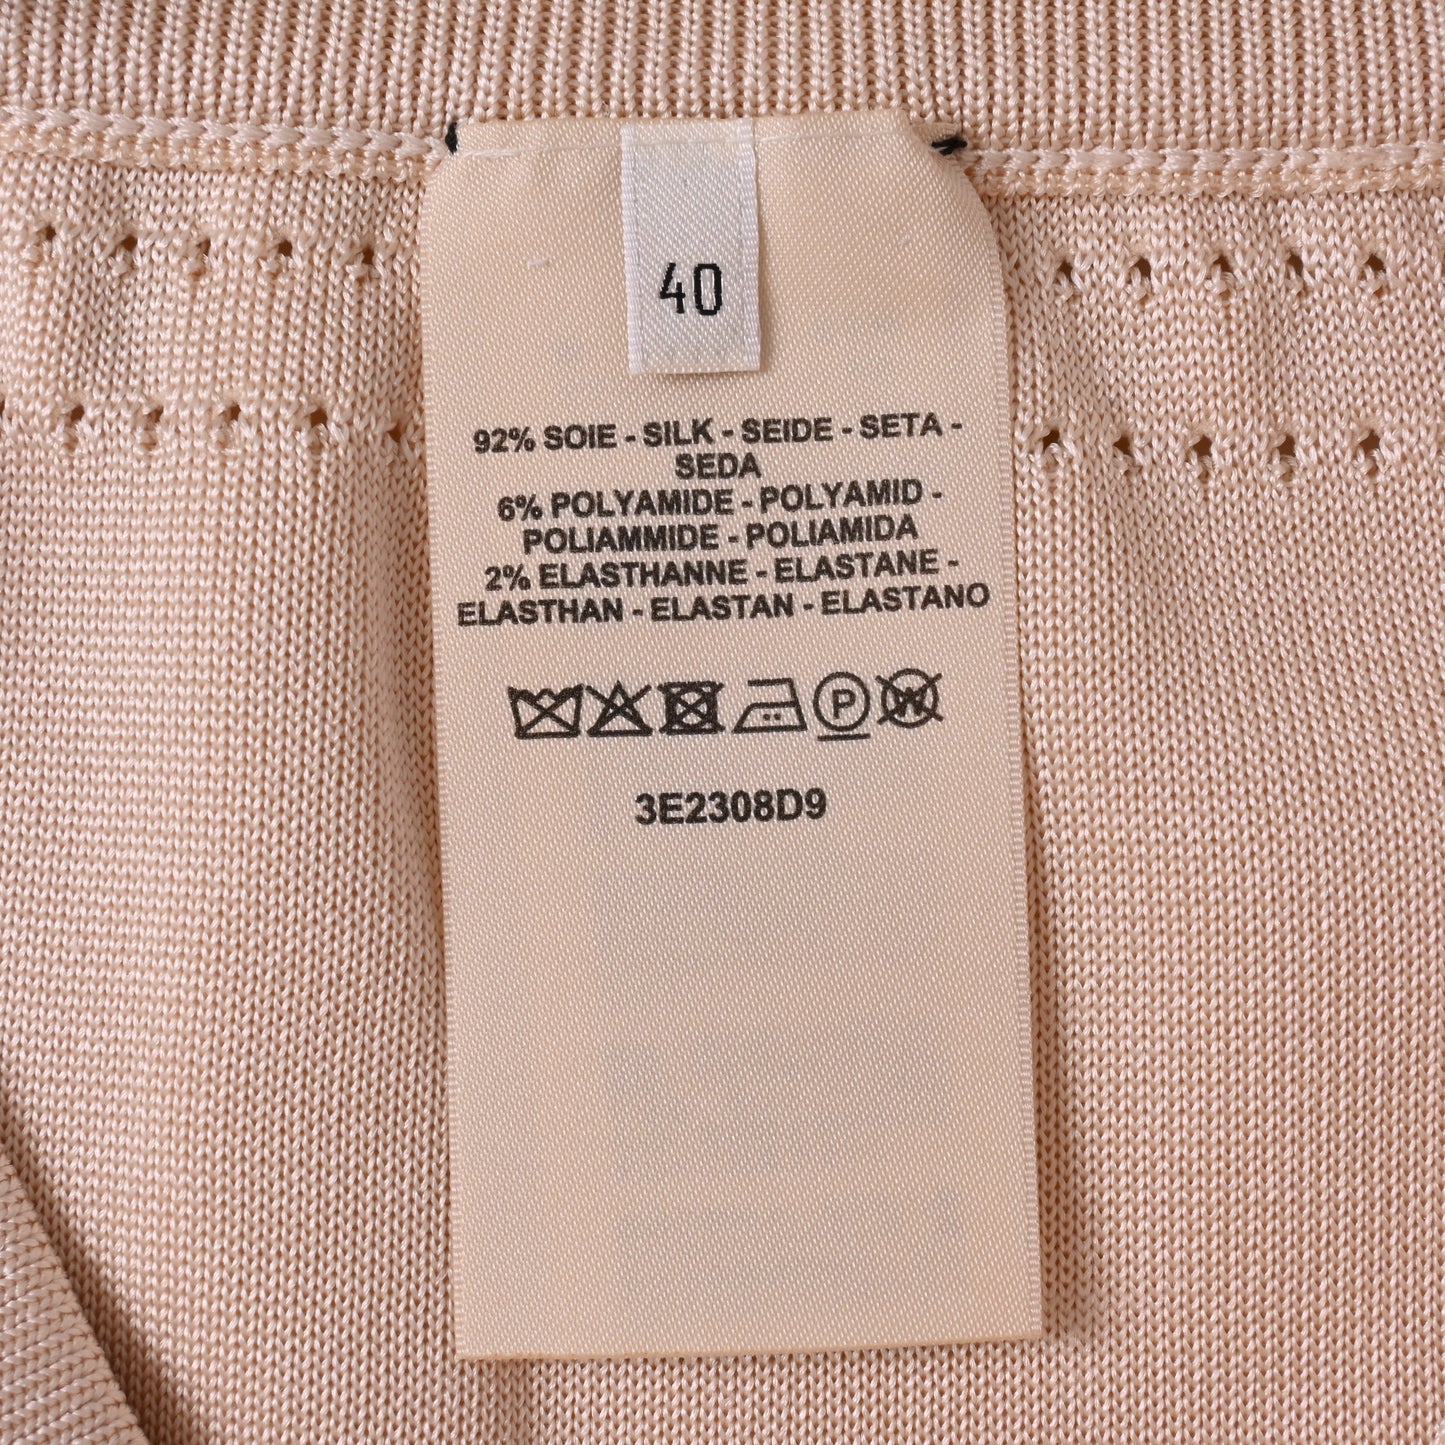 40
92% SOIE - SILK - SEIDE - SETA -
SEDA
6% POLYAMIDE - POLYAMID -
POLIAMMIDE - POLIAMIDA
2% ELASTHANNE - ELASTANE -
ELASTHAN - ELASTAN - ELASTANO
P W
3E2308D9